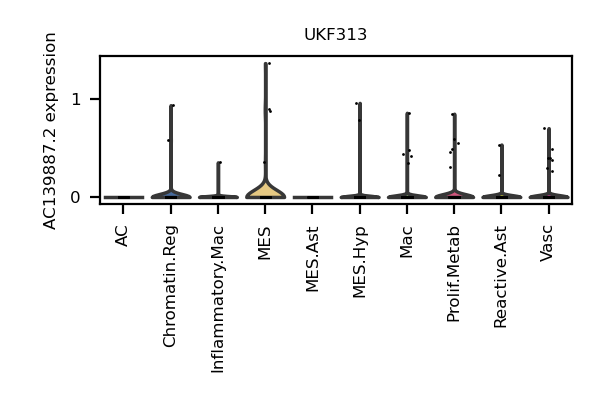 UKF313
AC139887.2 expression
1
0
AC
Chromatin.Reg
Inflammatory.Mac
MES
MES.Ast
MES.Hyp
Mac
Prolif.Metab
Reactive.Ast
Vasc